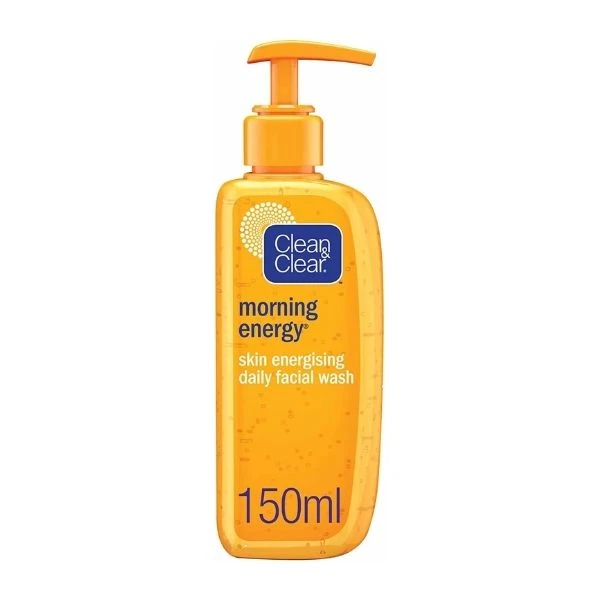 Clean &
Clear®
morning
energy®
skin energising
daily facial wash
150ml